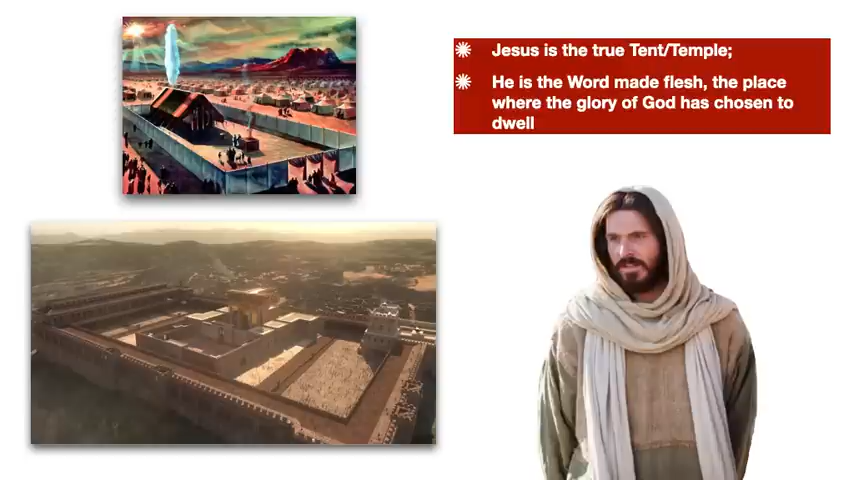 Jesus is the true Tent/Temple;
He is the Word made flesh, the place
where the glory of God has chosen to
dwell